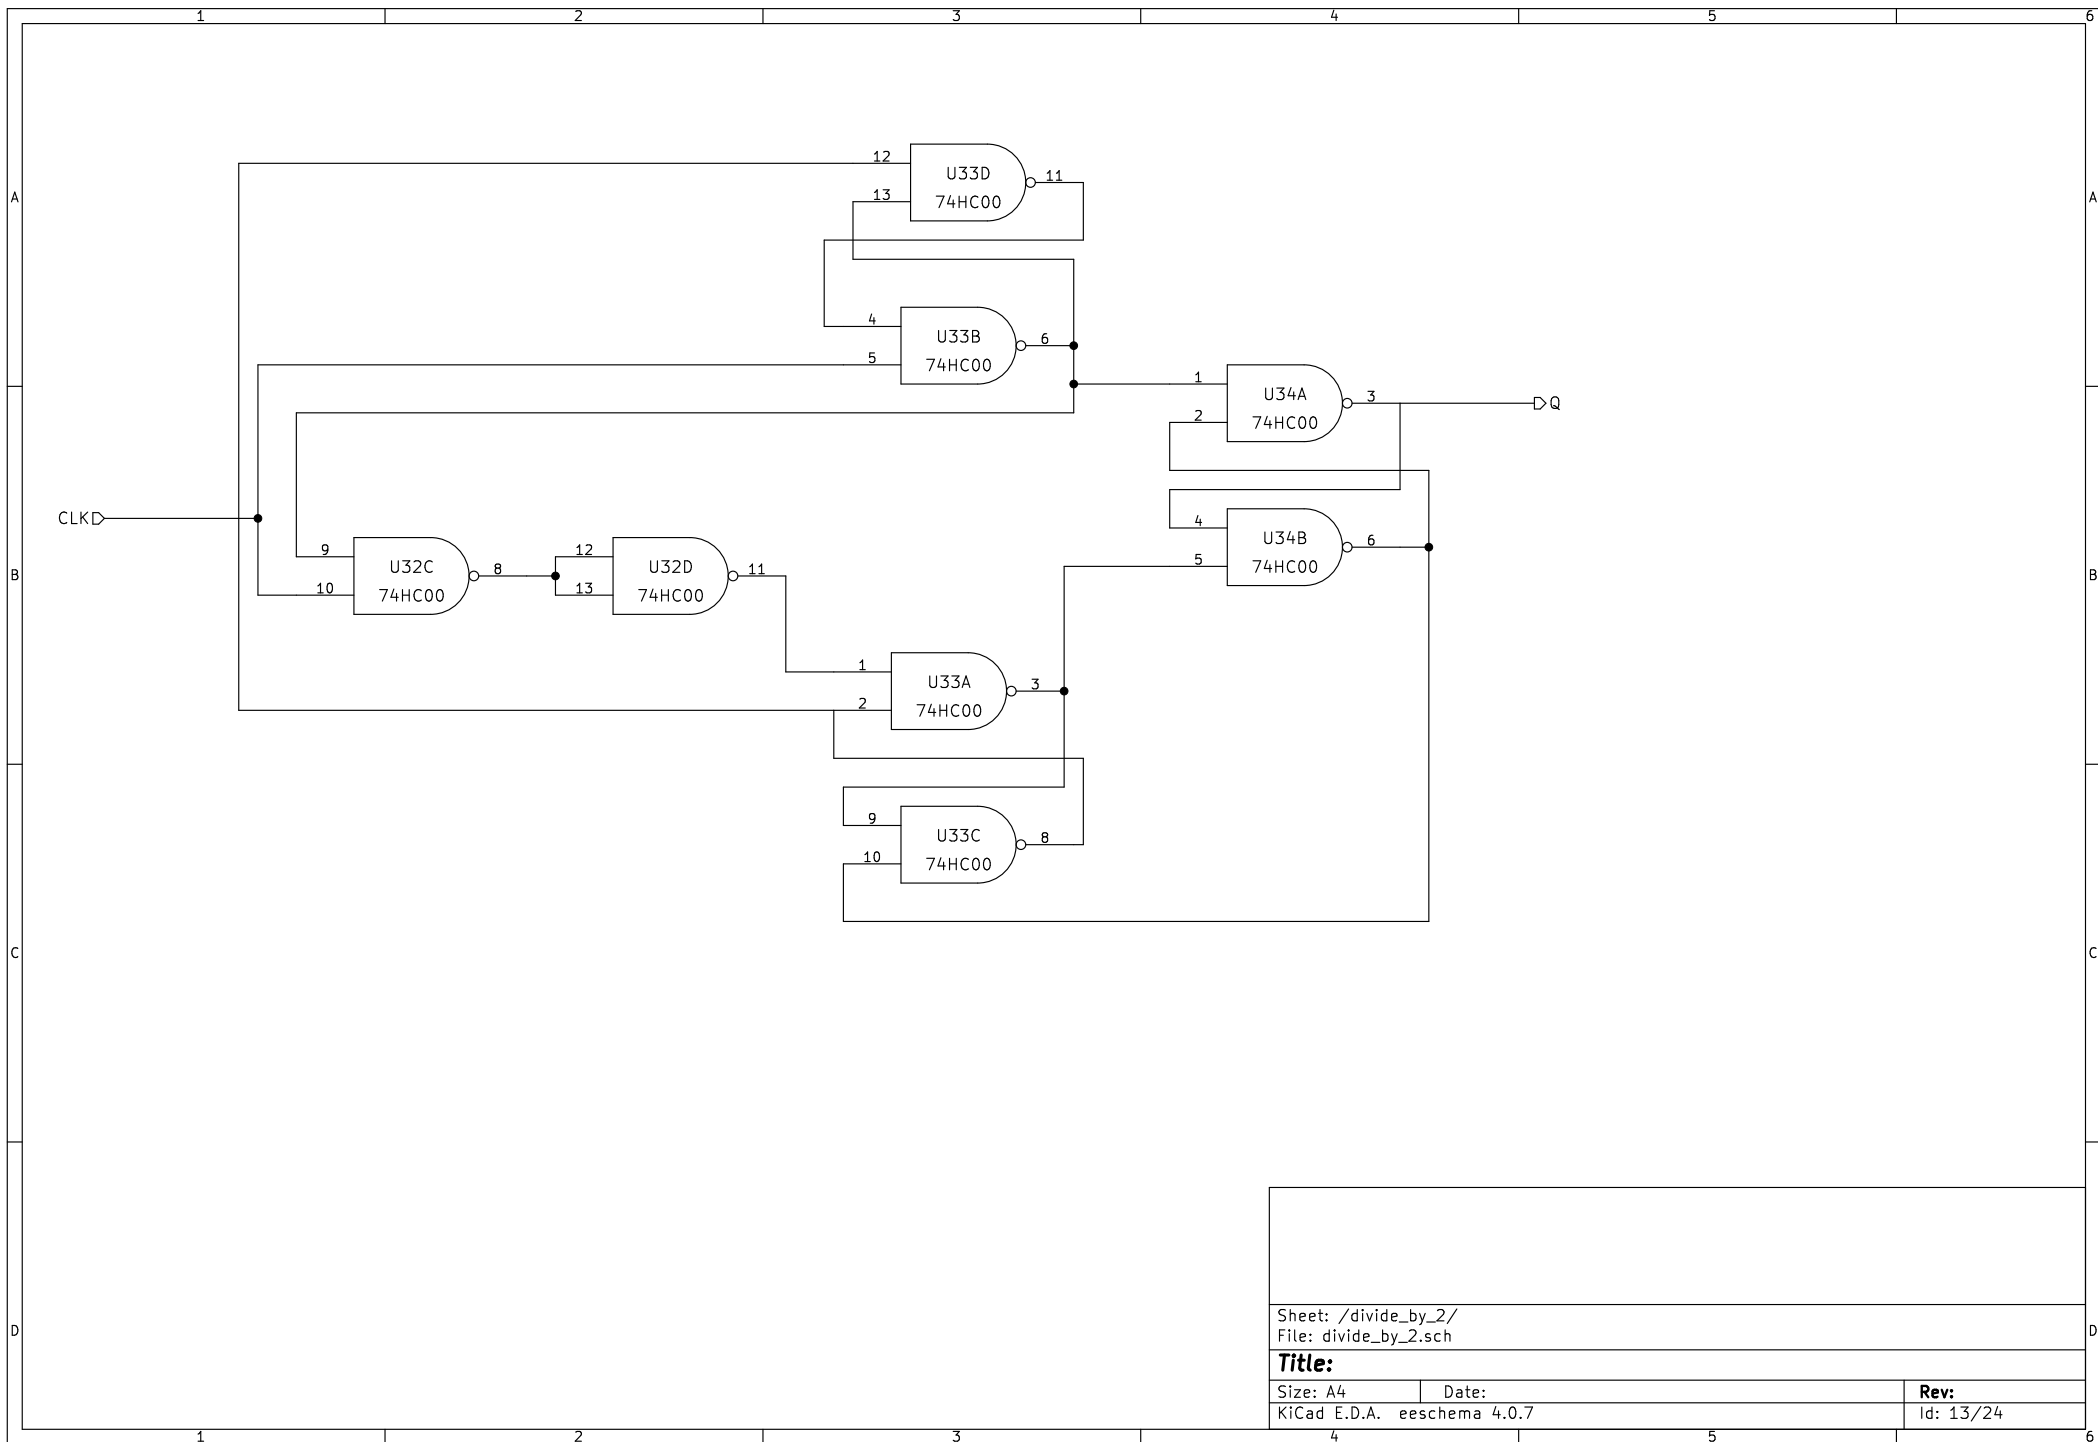 1 2 3 4 5 6
A A
12 U33D 11
13 74HC00
4 U33B 6
5 74HC00
1 U34A 3 Q
2 74HC00
CLK
4 U34B 6
5 74HC00
9 U32C 8 12 U32D 11
10 74HC00 13 74HC00
B B
1 U33A 3
2 74HC00
9 U33C 8
10 74HC00
C C
D D
Sheet: /divide_by_2/
File: divide_by_2.sch
Title:
Size: A4 Date: Rev:
KiCad E.D.A. eeschema 4.0.7 Id: 13/24
1 2 3 4 5 6